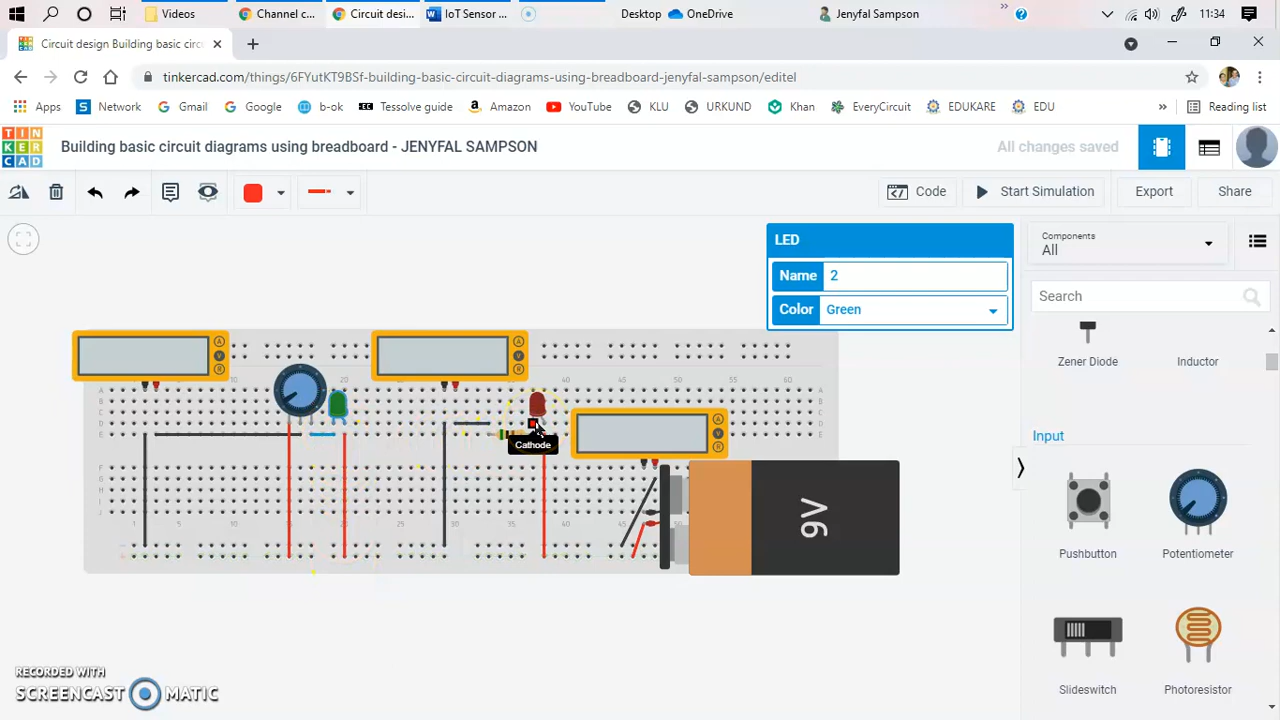 Videos
Channel c...
Circuit desi...
IoT Sensor ...
Desktop
OneDrive
Jenyfal Sampson
11:34
Circuit design Building basic circ
tinkercad.com/things/6FYutKT9BSf-building-basic-circuit-diagrams-using-breadboard-jenyfal-sampson/editel
Apps
Network
Gmail
Google
b-ok
Tessolve guide
Amazon
YouTube
KLU
URKUND
Khan
EveryCircuit
EDUKARE
EDU
Reading list
TINKERCAD
Building basic circuit diagrams using breadboard - JENYFAL SAMPSON
All changes saved
Code
Start Simulation
Export
Share
LED
Name 2
Color Green
Components
All
Search
Zener Diode
Inductor
Input
Pushbutton
Potentiometer
Slideswitch
Photoresistor
Cathode
9V
RECORDED WITH
SCREENCAST MATIC